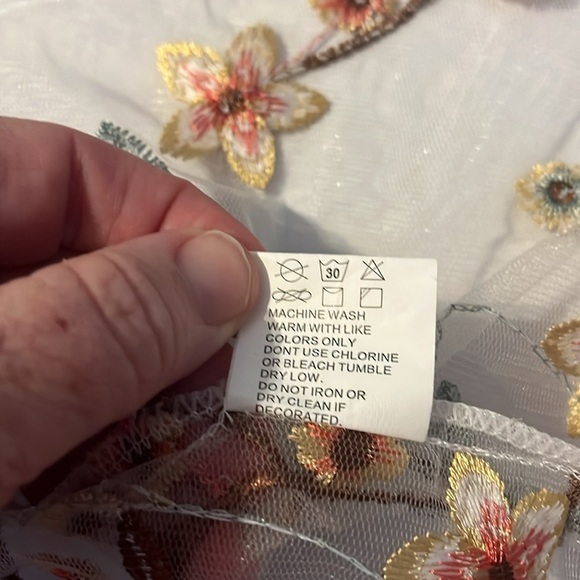 30
MACHINE WASH
WARM WITH LIKE
COLORS ONLY
DONT USE CHLORINE
OR BLEACH TUMBLE
DRY LOW.
DO NOT IRON OR
DRY CLEAN IF
DECORATED.